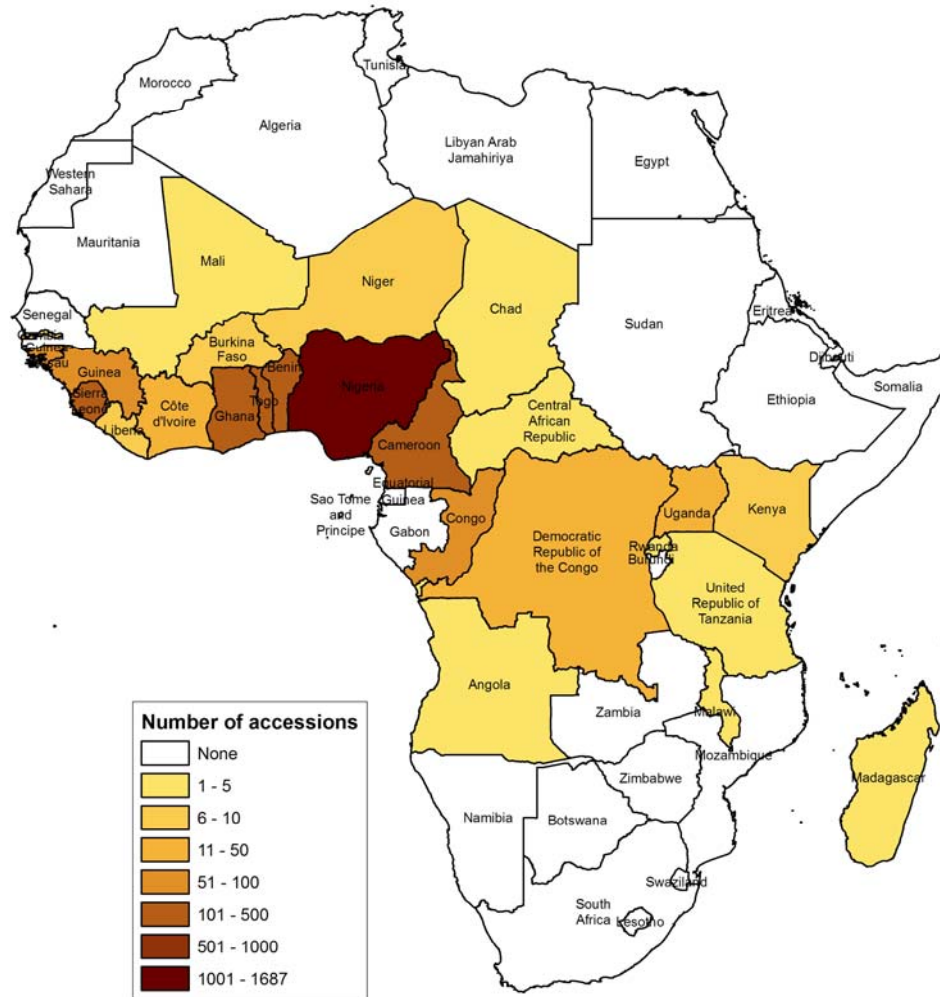 Tunisia
Morocco
Algeria
Libyan Arab
Jamahiriya
Egypt
Western
Sahara
Mauritania
Mali
Niger
Chad
Sudan
Eritrea
Senegal
Gambia
Guinea
Guinea
Burkina
Faso
Benin
Nigeria
Djibouti
Somalia
Sierra
Leone
Côte
d'Ivoire
Ghana
Togo
Ethiopia
Liberia
Central
African
Republic
Cameroon
Equatorial
Guinea
Sao Tome
and
Principe
Gabon
Congo
Uganda
Kenya
Democratic
Republic of
the Congo
Rwanda
Burundi
United
Republic of
Tanzania
Angola
Zambia
Malawi
Mozambique
Madagascar
Zimbabwe
Namibia
Botswana
Swaziland
South
Africa
Lesotho
Number of accessions
None
1 - 5
6 - 10
11 - 50
51 - 100
101 - 500
501 - 1000
1001 - 1687